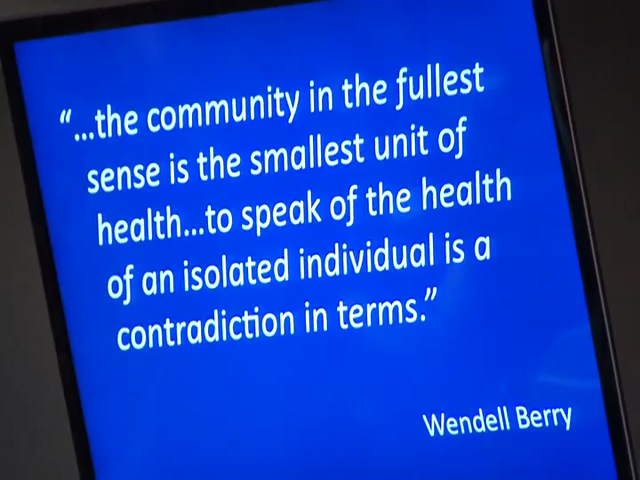 “...the community in the fullest
sense is the smallest unit of
health...to speak of the health
of an isolated individual is a
contradiction in terms.”
Wendell Berry